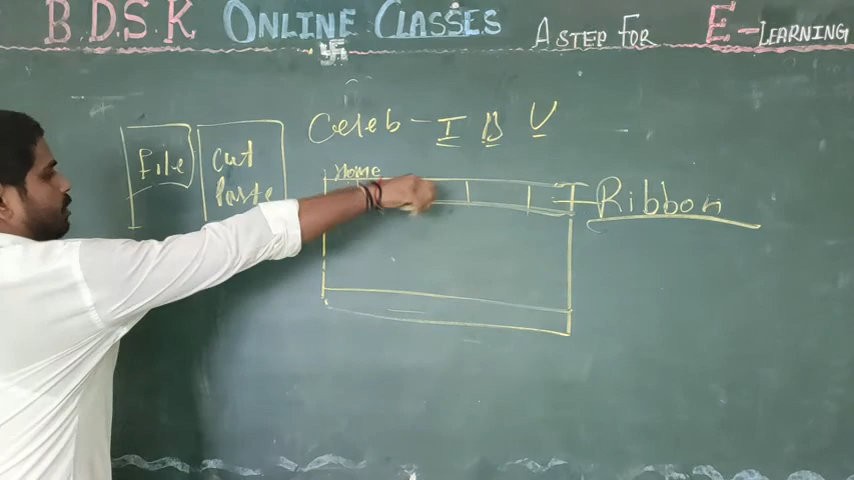 B.D.S.K ONLINE CLASSES A STEP FOR E-LEARNING
Celeb - I B U
File Cut
Paste
Home
Ribbon